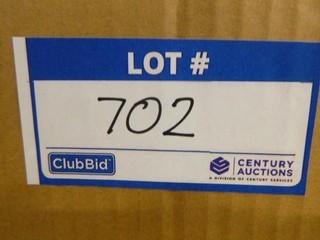 LOT #
702
ClubBid
CENTURY
AUCTIONS
A DIVISION OF CENTURY SERVICES